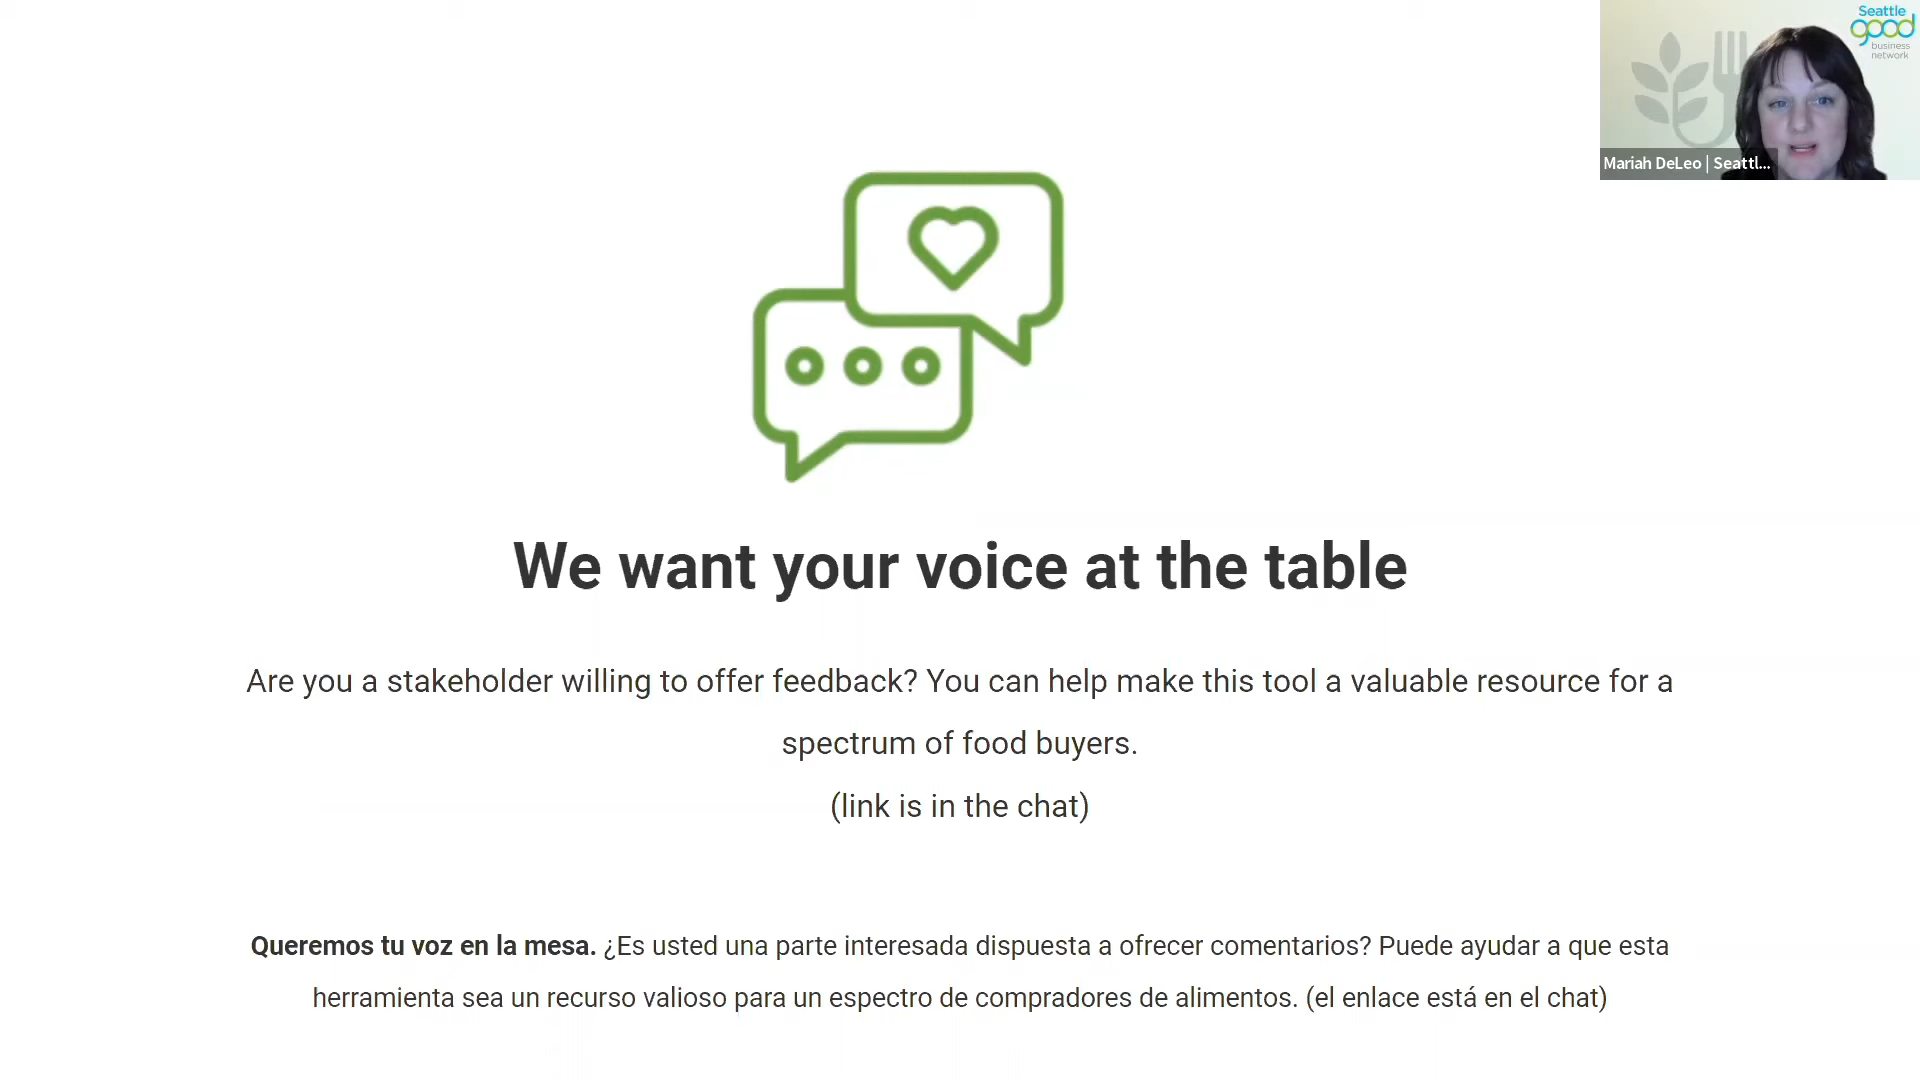 Seattle
good
business
network
Mariah DeLeo | Seattl...
We want your voice at the table
Are you a stakeholder willing to offer feedback? You can help make this tool a valuable resource for a
spectrum of food buyers.
(link is in the chat)
Queremos tu voz en la mesa. ¿Es usted una parte interesada dispuesta a ofrecer comentarios? Puede ayudar a que esta
herramienta sea un recurso valioso para un espectro de compradores de alimentos. (el enlace está en el chat)